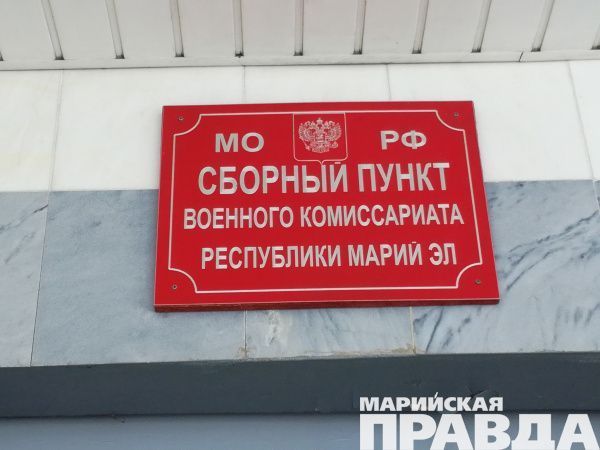 МО РФ
СБОРНЫЙ ПУНКТ
ВОЕННОГО КОМИССАРИАТА
РЕСПУБЛИКИ МАРИЙ ЭЛ
МАРИЙСКАЯ
ПРАВДА